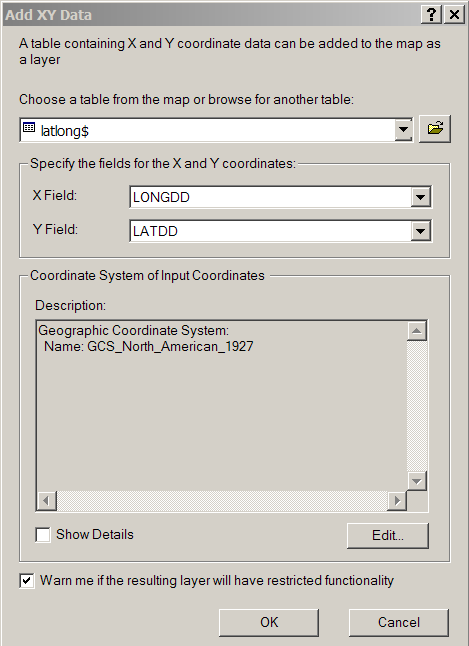 Add XY Data
A table containing X and Y coordinate data can be added to the map as
a layer
Choose a table from the map or browse for another table:
latlong$
Specify the fields for the X and Y coordinates:
X Field:
LONGDD
Y Field:
LATDD
Coordinate System of Input Coordinates
Description:
Geographic Coordinate System:
Name: GCS_North_American_1927
Show Details
Edit...
Warn me if the resulting layer will have restricted functionality
OK
Cancel